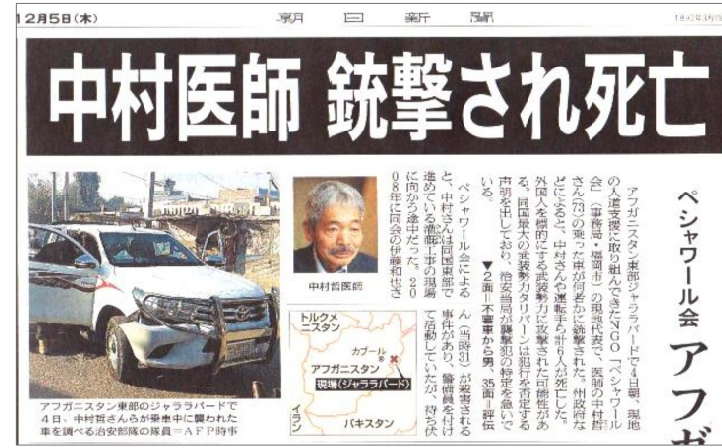 12月5日(木)
朝日新聞
中村医師 銃撃され死亡
ペシャワール会
アフガ
アフガニスタン東部ジャララバードで4日朝、現地
の人道支援に取り組んできたNGO「ペシャワール
会」(事務局・福岡市)の現地代表で、医師の中村哲
さん(73)の乗った車が何者かに銃撃された。州政府な
どによると、中村さんや運転手ら計6人が死亡した。
外国人を標的にする武装勢力に攻撃された可能性があ
る。同国最大の武装勢力タリバーンは犯行を否定する
声明を出しており、治安当局が襲撃犯の特定を急いで
いる。
▼2面=不審車から男、35面=評伝
ペシャワール会による
と、中村さんは同国東部で
進めている灌漑工事の現場
に向かう途中だった。20
08年に同会の伊藤和也さ
ん(当時31)が殺害される
事件があり、警備員を付け
て活動していたが、待ち伏
中村哲医師
トルクメ
ニスタン
カブール
アフガニスタン
現場(ジャララバード)
イラン
パキスタン
アフガニスタン東部のジャララバードで
4日、中村哲さんらが乗車中に襲われた
車を調べる治安部隊の隊員=AFP時事